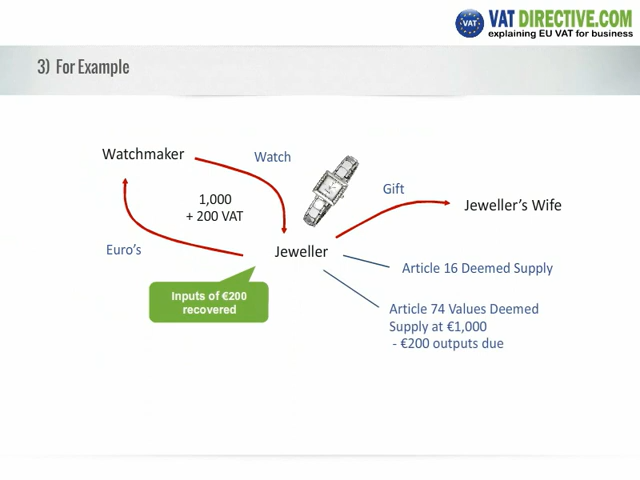 VAT
VAT DIRECTIVE.COM
explaining EU VAT for business
3) For Example
Watchmaker
Watch
1,000
+ 200 VAT
Gift
Jeweller's Wife
Euro's
Jeweller
Article 16 Deemed Supply
Inputs of €200
recovered
Article 74 Values Deemed
Supply at €1,000
- €200 outputs due